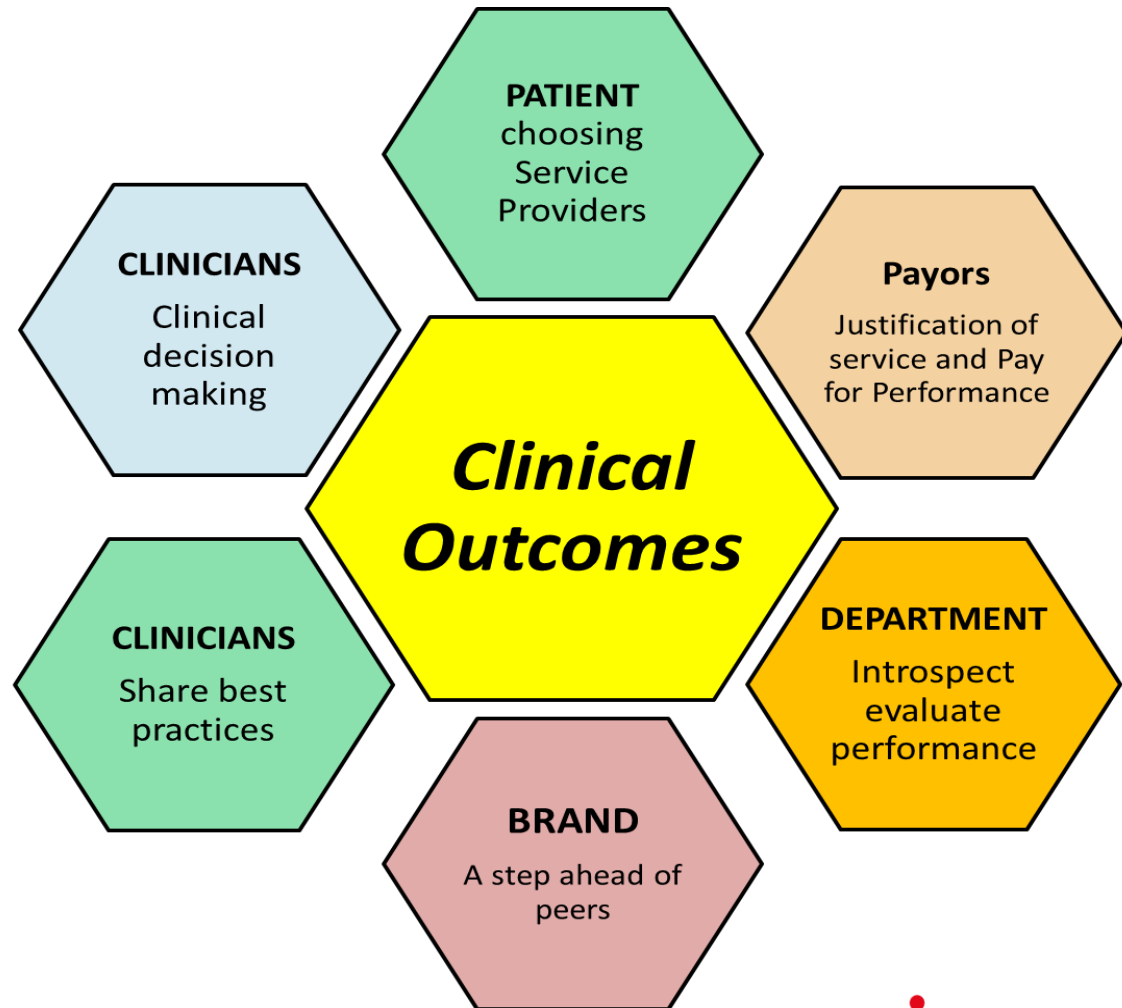 PATIENT
choosing
Service
Providers
CLINICIANS
Clinical
decision
making
Payors
Justification of
service and Pay
for Performance
Clinical
Outcomes
CLINICIANS
Share best
practices
DEPARTMENT
Introspect
evaluate
performance
BRAND
A step ahead of
peers